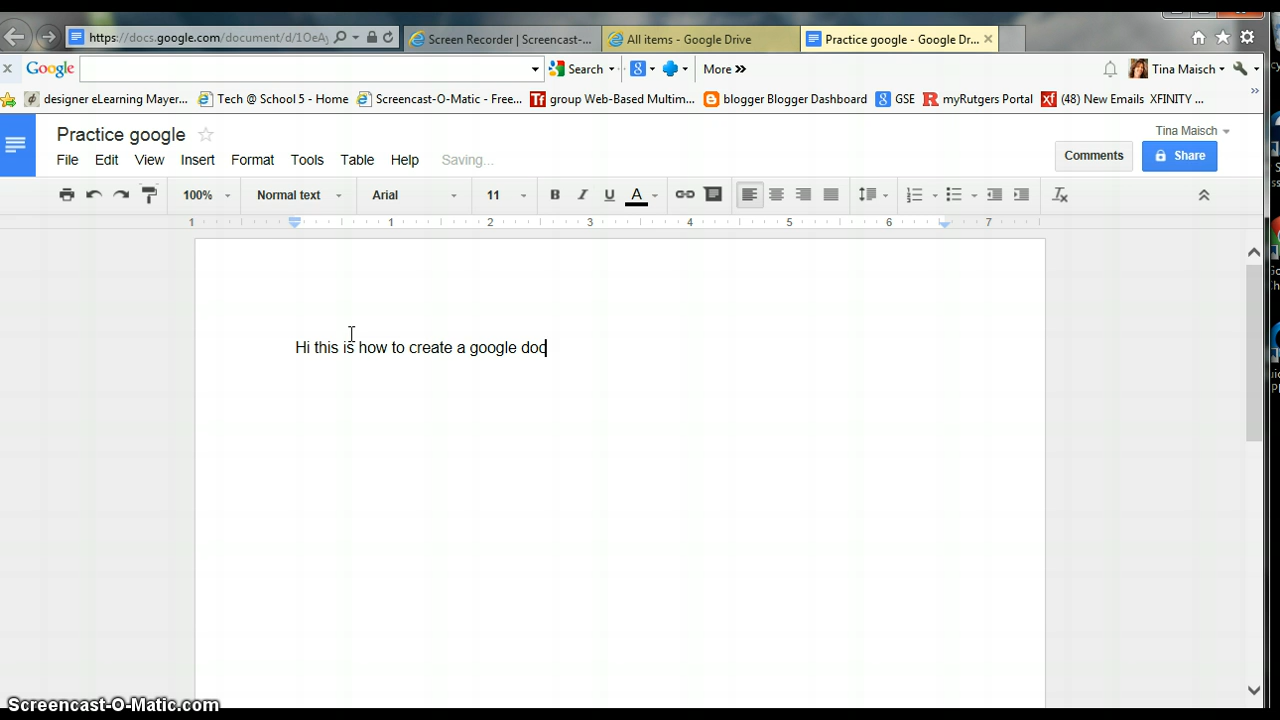 https://docs.google.com/document/d/1OeAy
Screen Recorder | Screencast-...
All items - Google Drive
Practice google - Google Dr...
Google
Search
More »
Tina Maisch
designer eLearning Mayer...
Tech @ School 5 - Home
Screencast-O-Matic - Free...
Tf group Web-Based Multim...
blogger Blogger Dashboard
g GSE
R myRutgers Portal
xf (48) New Emails XFINITY ...
Practice google
Tina Maisch
File Edit View Insert Format Tools Table Help Saving...
Comments
Share
100% Normal text Arial 11 B I U A
1 1 2 3 4 5 6 7
Hi this is how to create a google doc
Screencast-O-Matic.com